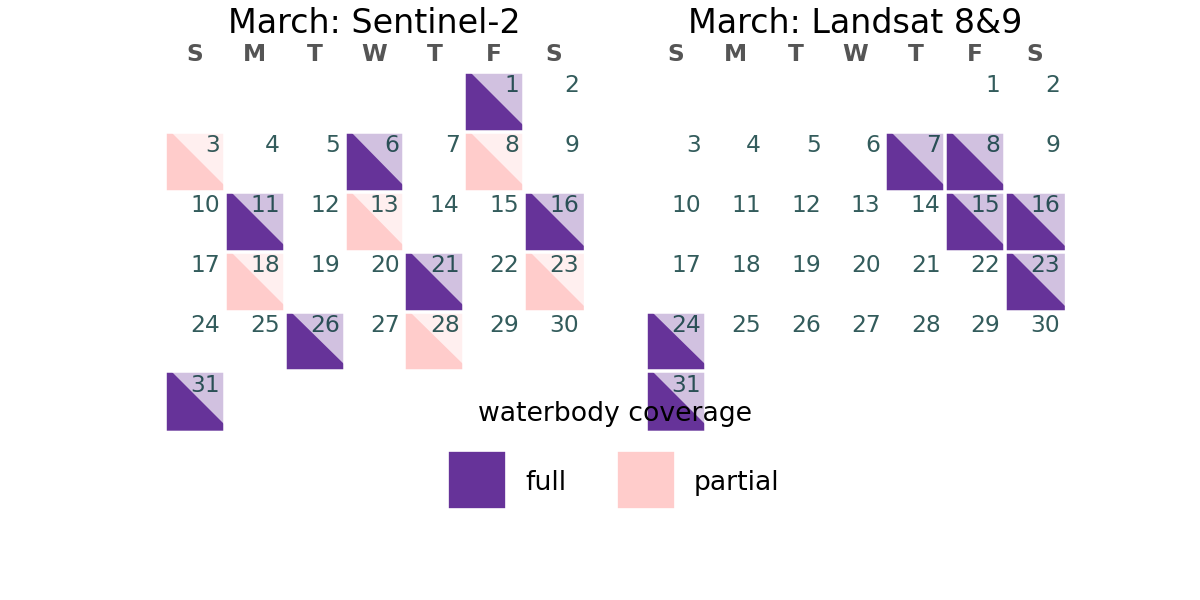 March: Sentinel-2
S M T W T F S
1 2
3 4 5 6 7 8 9
10 11 12 13 14 15 16
17 18 19 20 21 22 23
24 25 26 27 28 29 30
31
March: Landsat 8&9
S M T W T F S
1 2
3 4 5 6 7 8 9
10 11 12 13 14 15 16
17 18 19 20 21 22 23
24 25 26 27 28 29 30
31
waterbody coverage
full partial